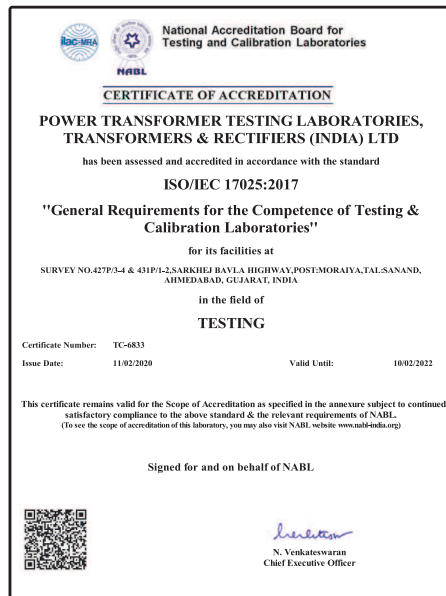 ilac-MRA
NABL
National Accreditation Board for
Testing and Calibration Laboratories
CERTIFICATE OF ACCREDITATION
POWER TRANSFORMER TESTING LABORATORIES,
TRANSFORMERS & RECTIFIERS (INDIA) LTD
has been assessed and accredited in accordance with the standard
ISO/IEC 17025:2017
"General Requirements for the Competence of Testing &
Calibration Laboratories"
for its facilities at
SURVEY NO.427P/3-4 & 431P/1-2,SARKHEJ BAVLA HIGHWAY,POST:MORAIYA,TAL:SANAND,
AHMEDABAD, GUJARAT, INDIA
in the field of
TESTING
Certificate Number: TC-6833
Issue Date: 11/02/2020 Valid Until: 10/02/2022
This certificate remains valid for the Scope of Accreditation as specified in the annexure subject to continued
satisfactory compliance to the above standard & the relevant requirements of NABL.
(To see the scope of accreditation of this laboratory, you may also visit NABL website www.nabl-india.org)
Signed for and on behalf of NABL
N. Venkateswaran
Chief Executive Officer